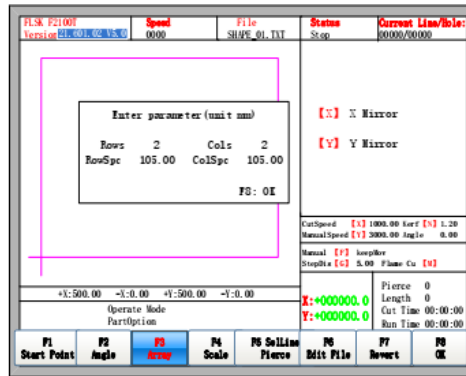 FLSK F2100T Speed File Status Current Line/Hole:
Version 21.601.02 V5.0 0000 SHAPE_01.TXT Stop 00000/00000
Enter parameter(unit mm)
Rows 2 Cols 2
RowSpc 105.00 ColSpc 105.00
F8: OK
【X】 X Mirror
【Y】 Y Mirror
CutSpeed 【X】 1000.00 Kerf 【N】 1.20
ManualSpeed 【V】 3000.00 Angle 0.00
Manual 【F】 keepMov
StepDis 【G】 5.00 Flame Cu 【M】
+X:500.00 -X:0.00 +Y:500.00 -Y:0.00
Operate Mode
PartOption
X:+000000.0
Y:+000000.0
Pierce 0
Length 0
Cut Time 00:00:00
Run Time 00:00:00
F1 F2 F3 F4 F5 SelLine F6 F7 F8
Start Point Angle Array Scale Pierce Edit File Revert OK